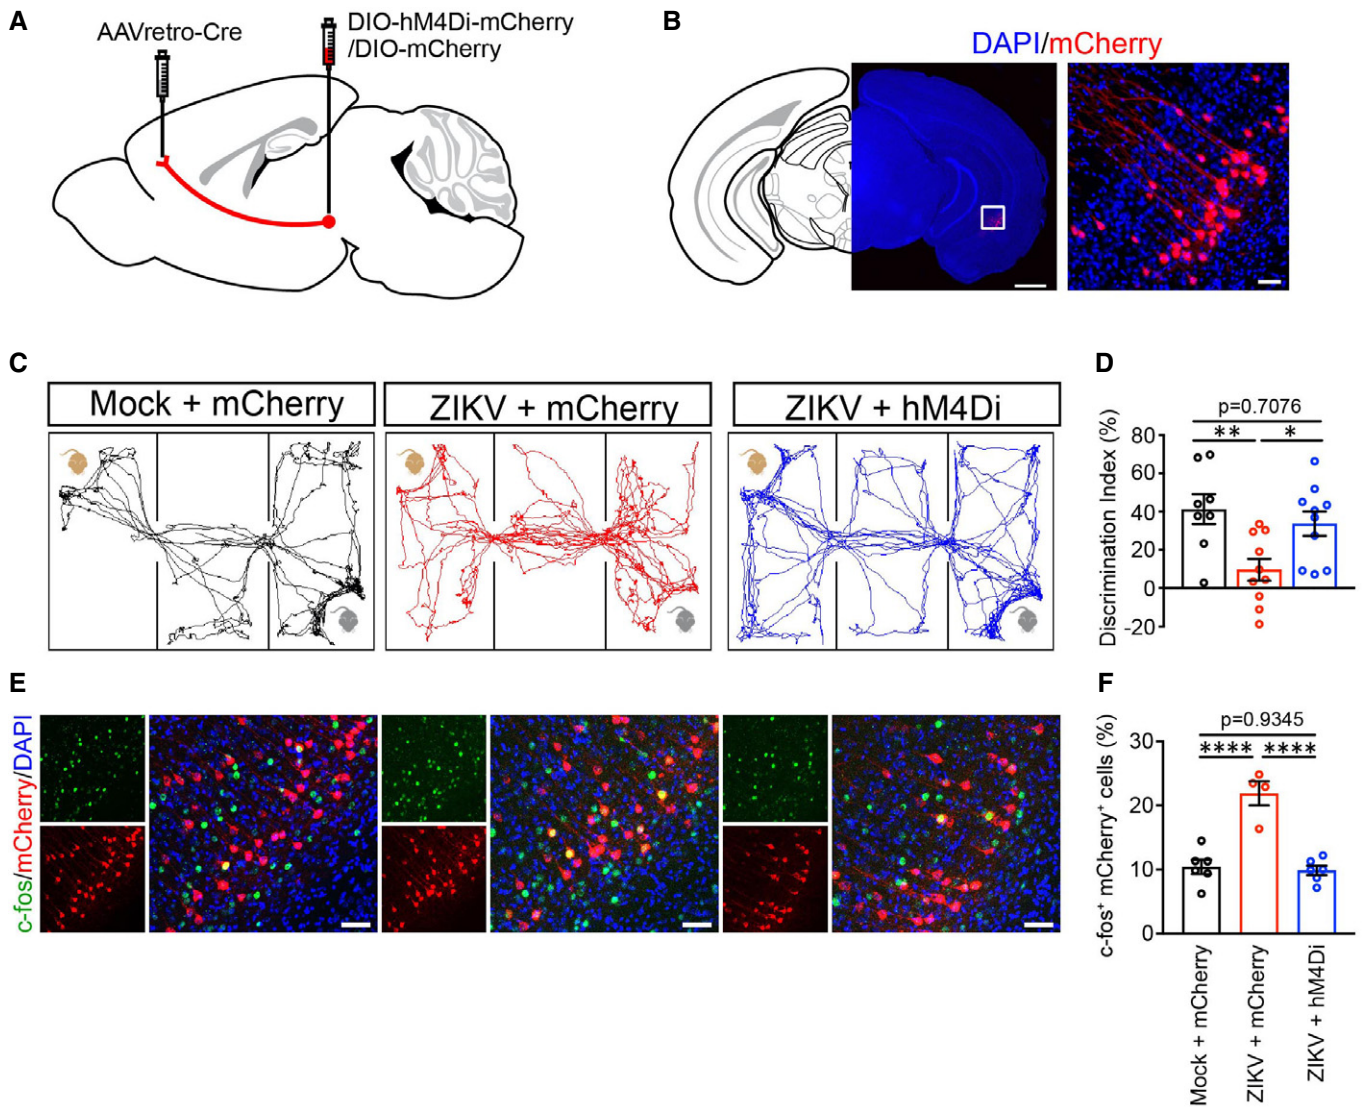 A
AAVretro-Cre
DIO-hM4Di-mCherry
/DIO-mCherry
B
DAPI/mCherry
C
Mock + mCherry
ZIKV + mCherry
ZIKV + hM4Di
D
Discrimination Index (%)
p=0.7076
** *
80
60
40
20
0
-20
E
c-fos/mCherry/DAPI
F
c-fos⁺ mCherry⁺ cells (%)
p=0.9345
**** ****
30
20
10
0
Mock + mCherry
ZIKV + mCherry
ZIKV + hM4Di